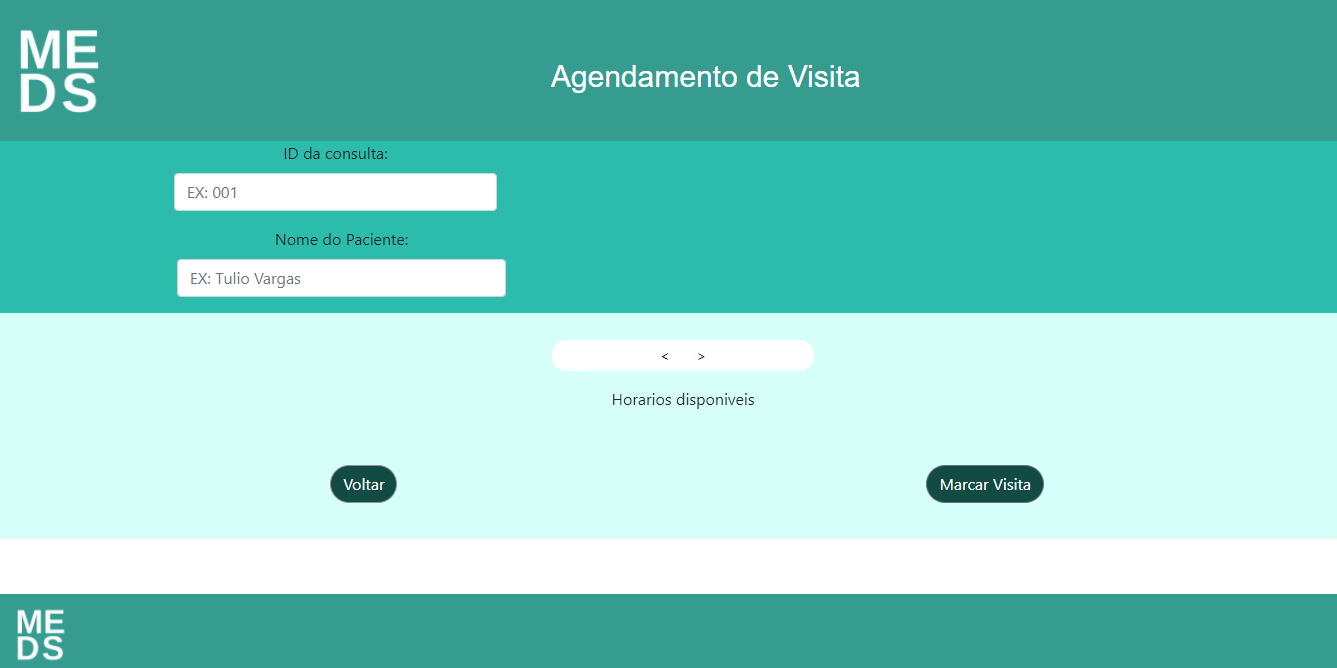 ME
DS
Agendamento de Visita
ID da consulta:
EX: 001
Nome do Paciente:
EX: Tulio Vargas
< >
Horarios disponiveis
Voltar
Marcar Visita
ME
DS